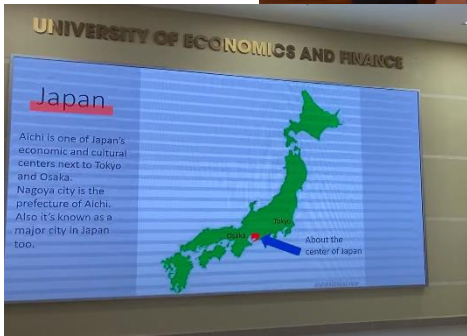 UNIVERSITY OF ECONOMICS AND FINANCE
Japan
Aichi is one of Japan's
economic and cultural
centers next to Tokyo
and Osaka.
Nagoya city is the
prefecture of Aichi.
Also it's known as a
major city in Japan
too.
Tokyo
Osaka
About the
center of Japan